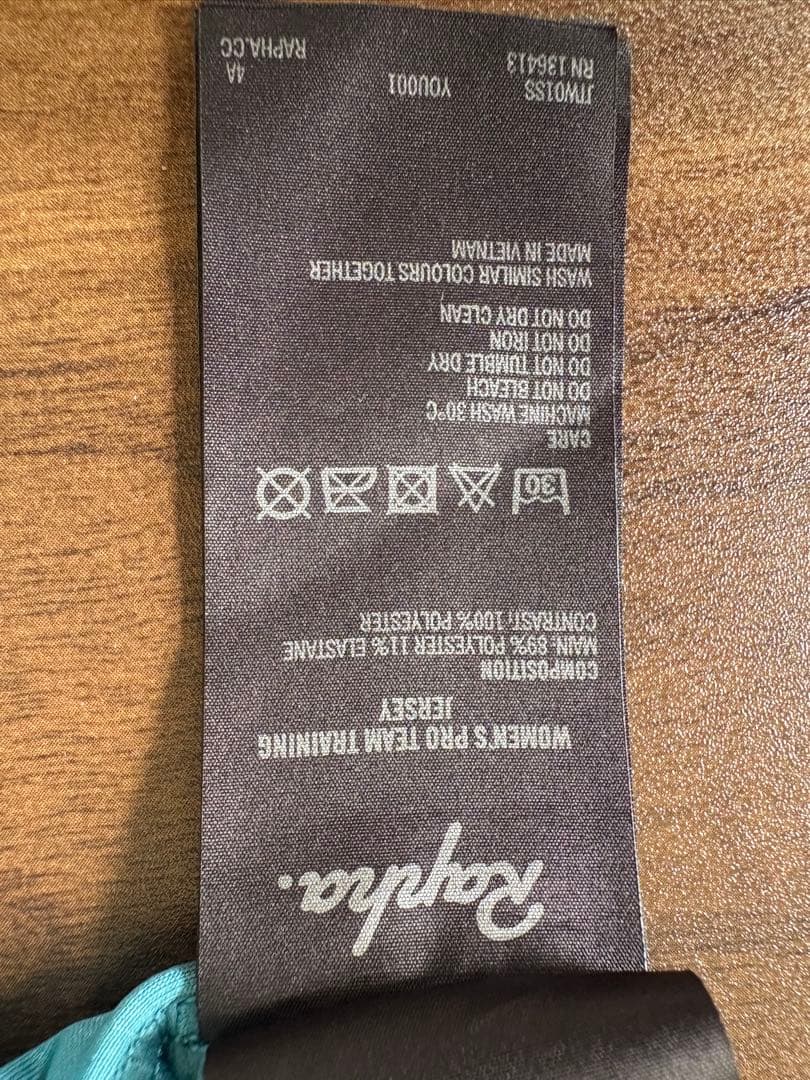 Rapha.
WOMEN'S PRO TEAM TRAINING
JERSEY
COMPOSITION
MAIN: 89% POLYESTER 11% ELASTANE
CONTRAST: 100% POLYESTER
30
CARE
MACHINE WASH 30°C
DO NOT BLEACH
DO NOT TUMBLE DRY
DO NOT IRON
DO NOT DRY CLEAN
WASH SIMILAR COLOURS TOGETHER
MADE IN VIETNAM
JTW01SS YOU001 4A
RN 136413 RAPHA.CC